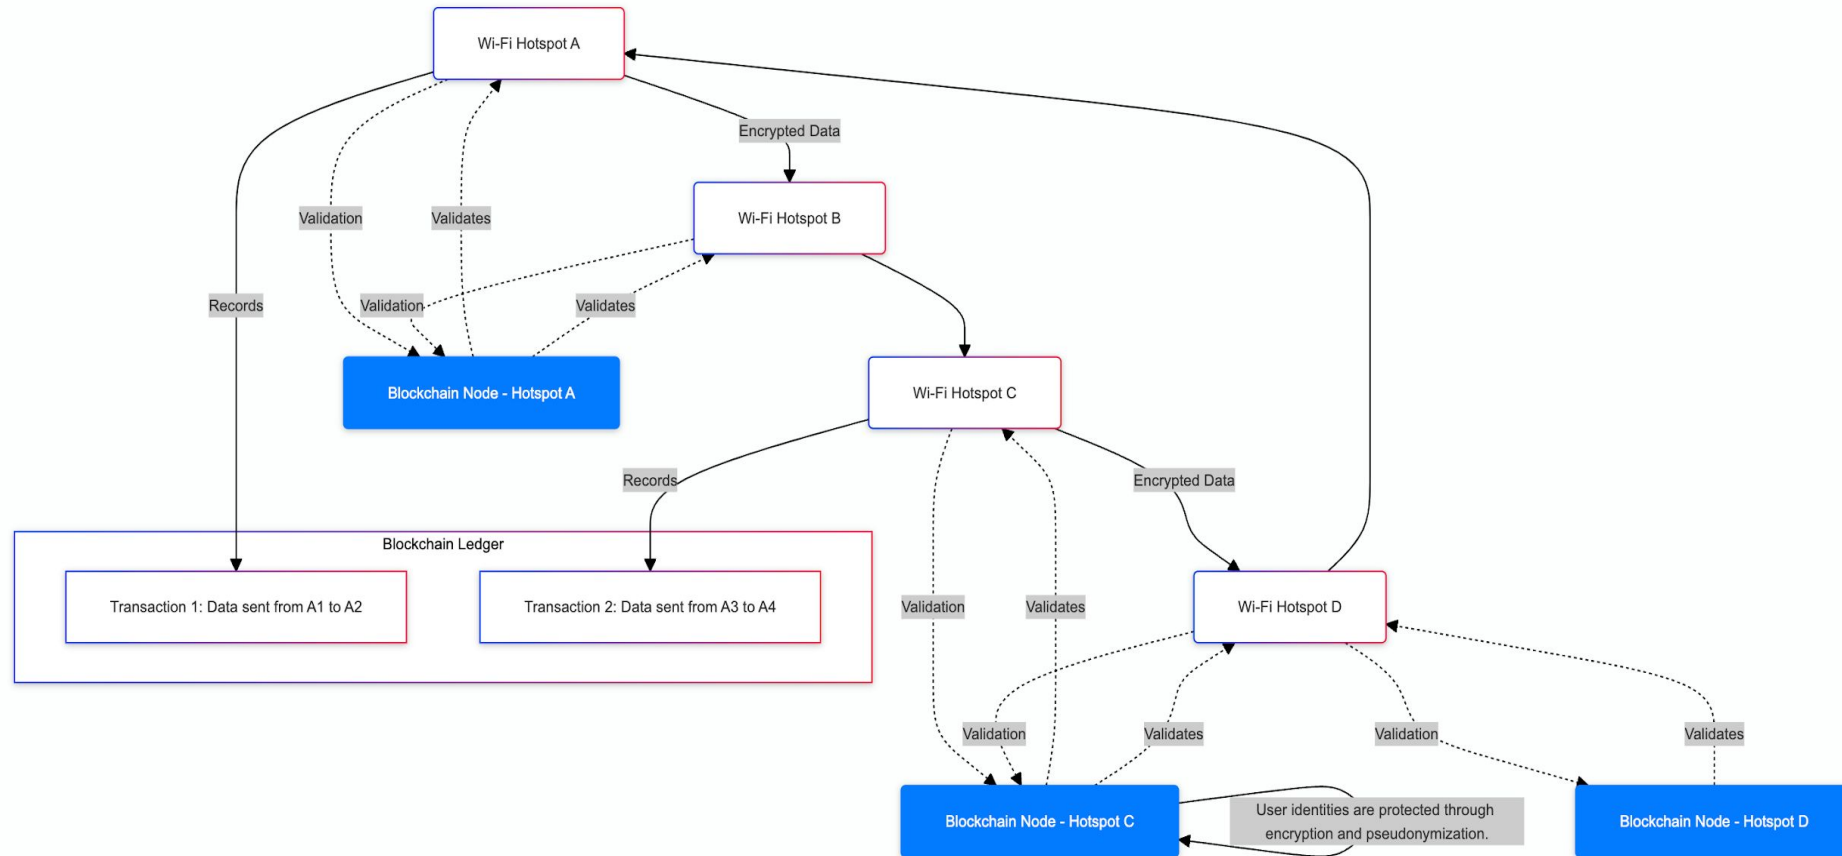 Wi-Fi Hotspot A
Encrypted Data
Wi-Fi Hotspot B
Validation
Validates
Records
Validation
Validates
Blockchain Node - Hotspot A
Wi-Fi Hotspot C
Records
Encrypted Data
Blockchain Ledger
Transaction 1: Data sent from A1 to A2
Transaction 2: Data sent from A3 to A4
Validation
Validates
Wi-Fi Hotspot D
Validation
Validates
Validation
Validates
Blockchain Node - Hotspot C
User identities are protected through
encryption and pseudonymization.
Blockchain Node - Hotspot D